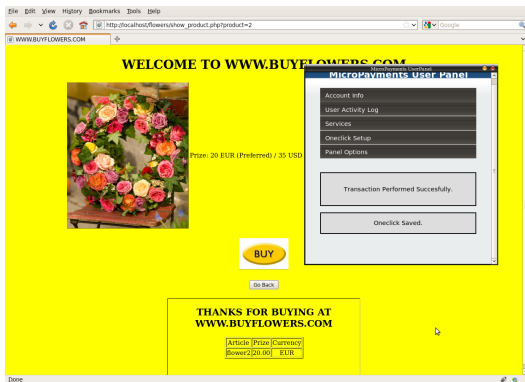 File Edit View History Bookmarks Tools Help
http://localhost/flowers/show_product.php?product=2
Google
WWW.BUYFLOWERS.COM
WELCOME TO WWW.BUYFLOWERS.COM
MicroPayments UserPanel
MicroPayments User Panel
Account Info
User Activity Log
Services
Oneclick Setup
Panel Options
Prize: 20 EUR (Preferred) / 35 USD
Transaction Performed Succesfully.
Oneclick Saved.
BUY
Go Back
THANKS FOR BUYING AT
WWW.BUYFLOWERS.COM
Article Prize Currency
flower2 20.00 EUR
Done